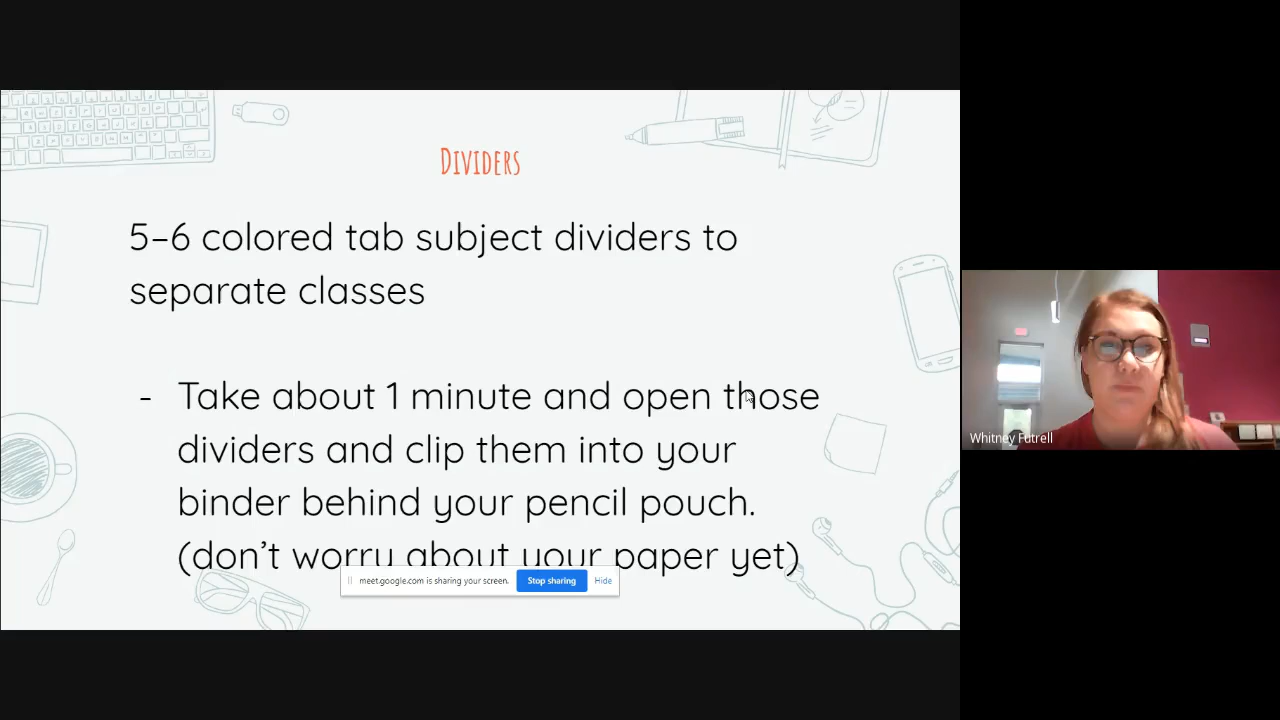 Dividers
5–6 colored tab subject dividers to
separate classes
- Take about 1 minute and open those
dividers and clip them into your
binder behind your pencil pouch.
(don't worry about your paper yet)
meet.google.com is sharing your screen. Stop sharing Hide
Whitney Futrell